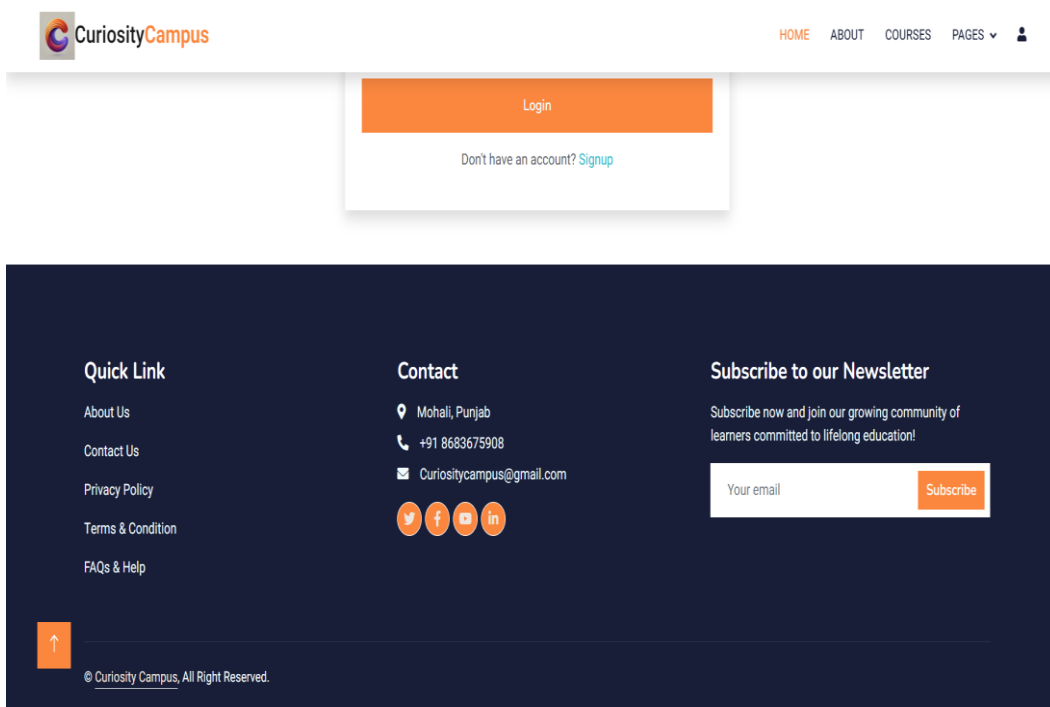 CuriosityCampus
HOME ABOUT COURSES PAGES
Login
Don't have an account? Signup
Quick Link
About Us
Contact Us
Privacy Policy
Terms & Condition
FAQs & Help
Contact
Mohali, Punjab
+91 8683675908
Curiositycampus@gmail.com
Subscribe to our Newsletter
Subscribe now and join our growing community of
learners committed to lifelong education!
Your email Subscribe
© Curiosity Campus, All Right Reserved.